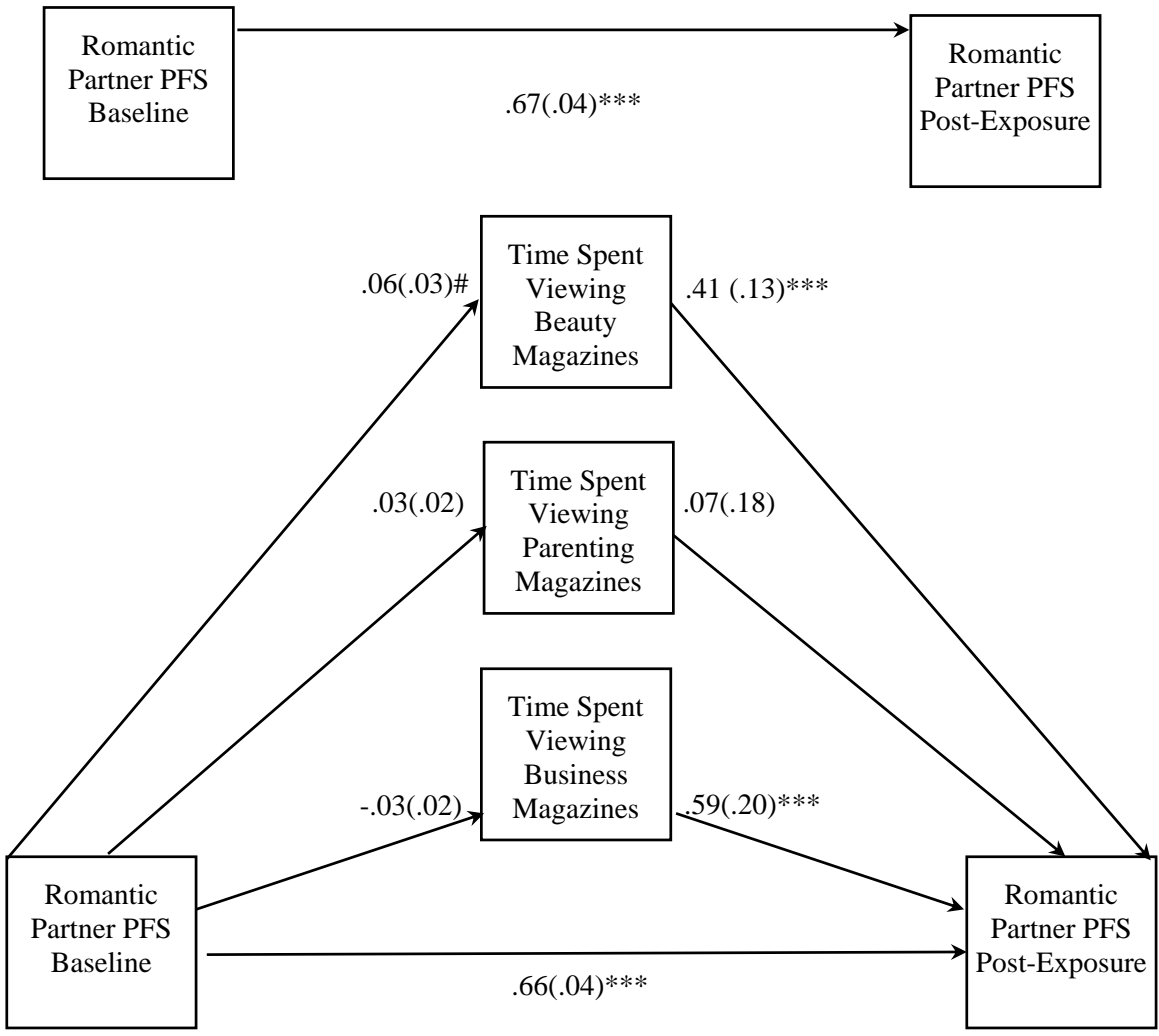 Romantic
Partner PFS
Baseline
.67(.04)***
Romantic
Partner PFS
Post-Exposure
.06(.03)#
Time Spent
Viewing
Beauty
Magazines
.41 (.13)***
.03(.02)
Time Spent
Viewing
Parenting
Magazines
.07(.18)
-.03(.02)
Time Spent
Viewing
Business
Magazines
.59(.20)***
Romantic
Partner PFS
Baseline
.66(.04)***
Romantic
Partner PFS
Post-Exposure